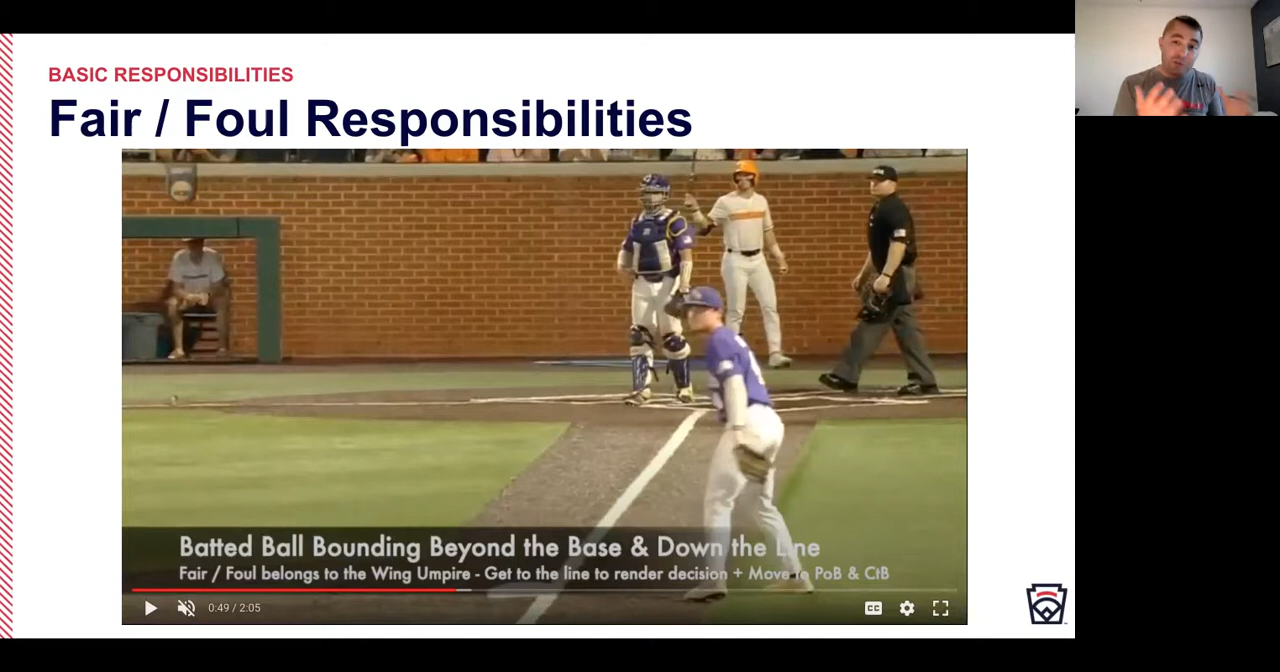 BASIC RESPONSIBILITIES
Fair / Foul Responsibilities
Batted Ball Bounding Beyond the Base & Down the Line
Fair / Foul belongs to the Wing Umpire - Get to the line to render decision + Move to PoB & CtB
0:49 / 2:05
CC